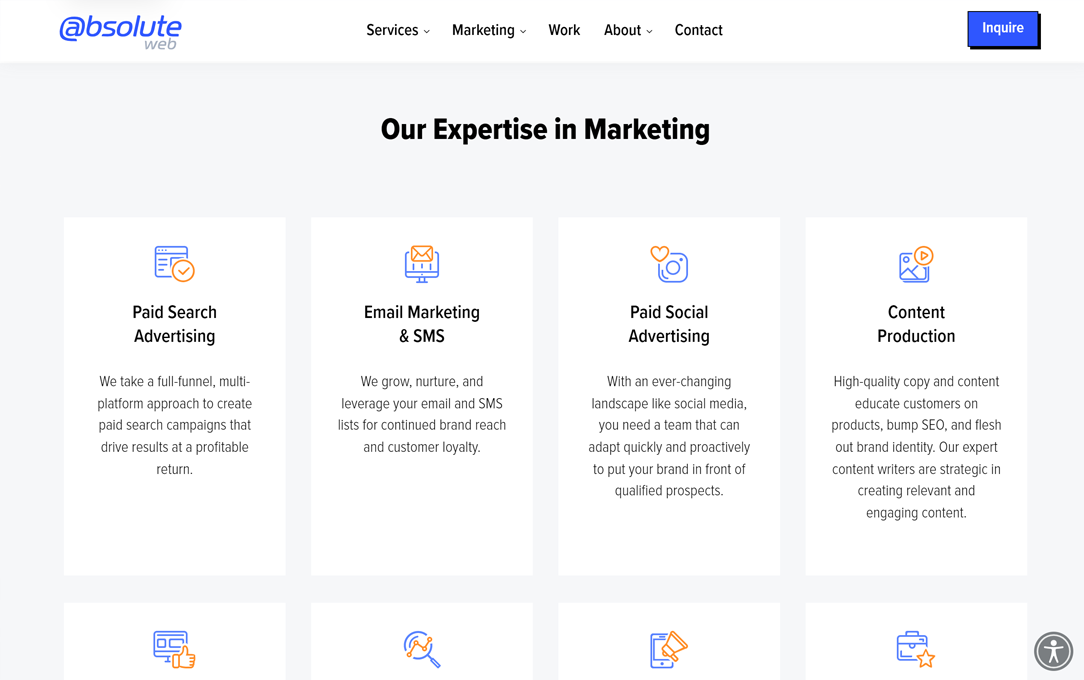 @bsolute
web
Services
Marketing
Work
About
Contact
Inquire
Our Expertise in Marketing
Paid Search
Advertising
We take a full-funnel, multi-
platform approach to create
paid search campaigns that
drive results at a profitable
return.
Email Marketing
& SMS
We grow, nurture, and
leverage your email and SMS
lists for continued brand reach
and customer loyalty.
Paid Social
Advertising
With an ever-changing
landscape like social media,
you need a team that can
adapt quickly and proactively
to put your brand in front of
qualified prospects.
Content
Production
High-quality copy and content
educate customers on
products, bump SEO, and flesh
out brand identity. Our expert
content writers are strategic in
creating relevant and
engaging content.